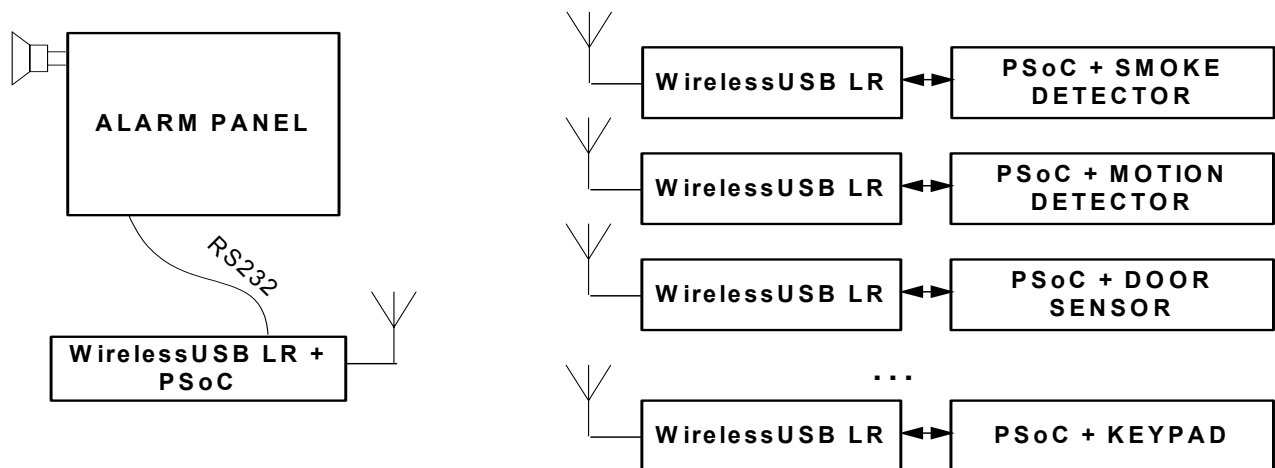 ALARM PANEL
RS232
WirelessUSB LR +
PSoC
WirelessUSB LR
PSoC + SMOKE
DETECTOR
WirelessUSB LR
PSoC + MOTION
DETECTOR
WirelessUSB LR
PSoC + DOOR
SENSOR
...
WirelessUSB LR
PSoC + KEYPAD